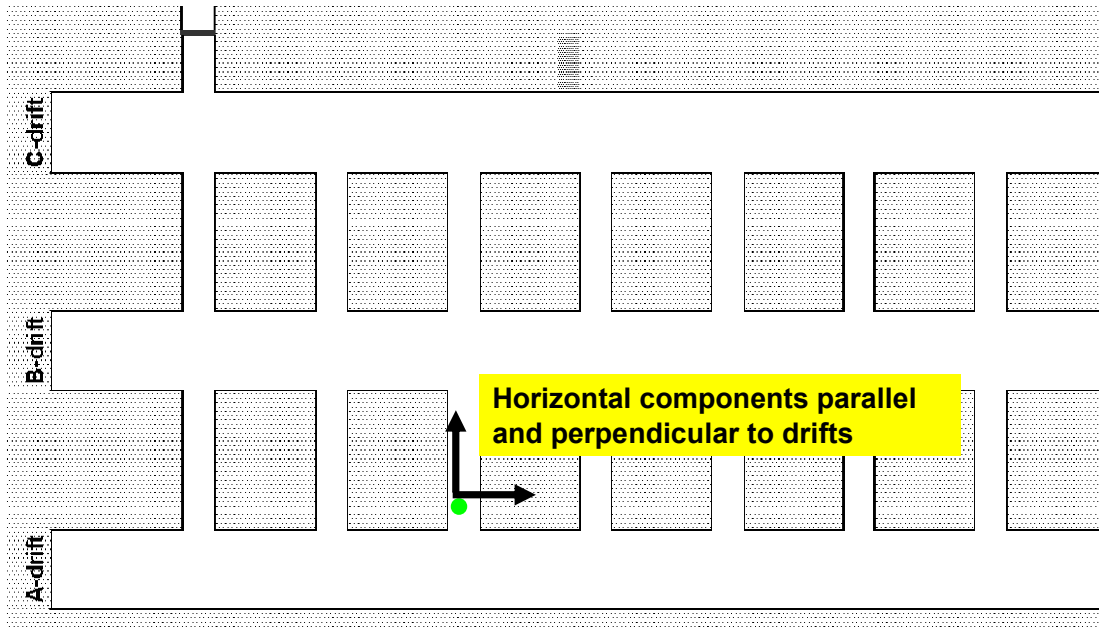 C-drift
B-drift
Horizontal components parallel
and perpendicular to drifts
A-drift